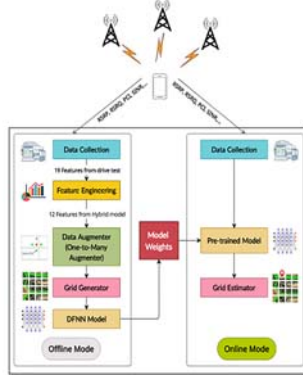 RSRP, RSRQ, PCI, SINR,...
RSRP, RSRQ, PCI, SINR,...
Data Collection
19 Features from drive test
Feature Engineering
12 Features from Hybrid model
Data Augmenter
(One-to-Many
Augmenter)
Grid Generator
DFNN Model
Offline Mode
Model
Weights
Data Collection
Pre-trained Model
Grid Estimator
Online Mode